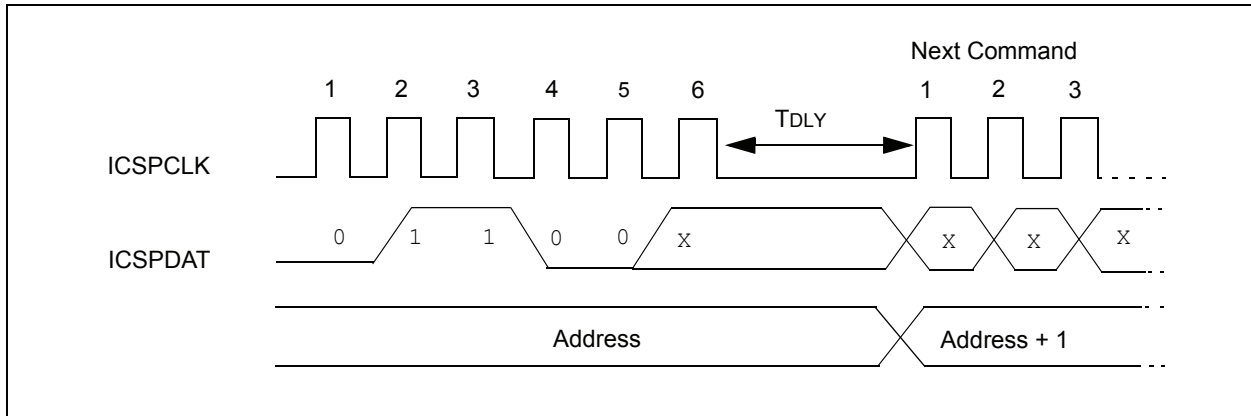 Next Command
1 2 3 4 5 6 1 2 3
TDLY
ICSPCLK
0 1 1 0 0 x x x x
ICSPDAT
Address Address + 1